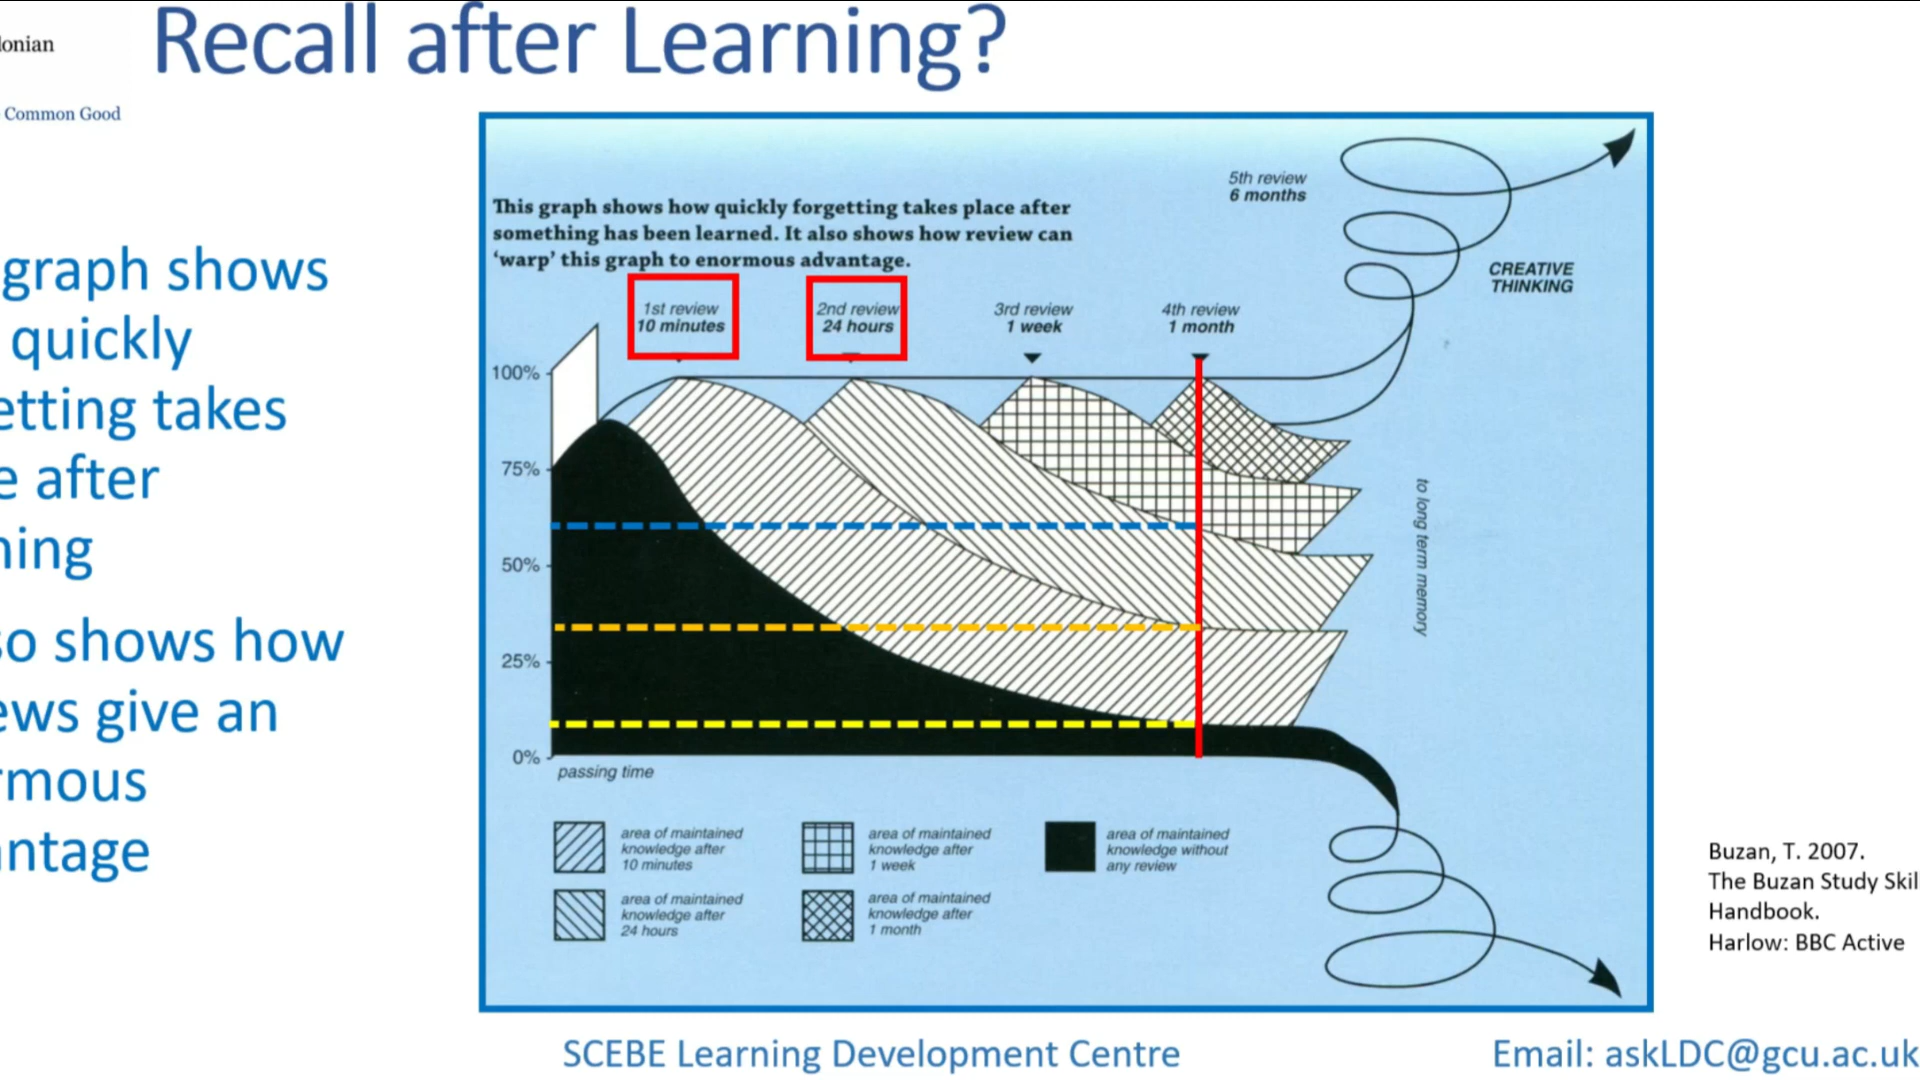 Recall after Learning?
onian
Common Good
graph shows
quickly
etting takes
e after
ning
so shows how
ews give an
rmous
antage
This graph shows how quickly forgetting takes place after
something has been learned. It also shows how review can
‘warp’ this graph to enormous advantage.
1st review
10 minutes
2nd review
24 hours
3rd review
1 week
4th review
1 month
5th review
6 months
CREATIVE
THINKING
100%
75%
50%
25%
0%
passing time
to long term memory
area of maintained
knowledge after
10 minutes
area of maintained
knowledge after
24 hours
area of maintained
knowledge after
1 week
area of maintained
knowledge after
1 month
area of maintained
knowledge without
any review
Buzan, T. 2007.
The Buzan Study Skil
Handbook.
Harlow: BBC Active
SCEBE Learning Development Centre
Email: askLDC@gcu.ac.uk